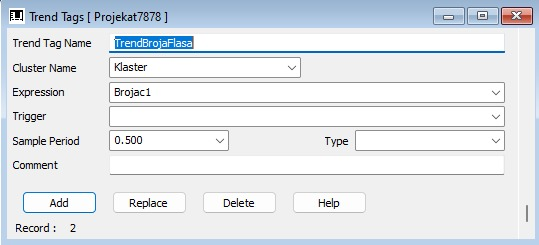 Trend Tags [ Projekat7878 ]
Trend Tag Name TrendBrojaFlasa
Cluster Name Klaster
Expression Brojac1
Trigger
Sample Period 0.500 Type
Comment
Add Replace Delete Help
Record : 2